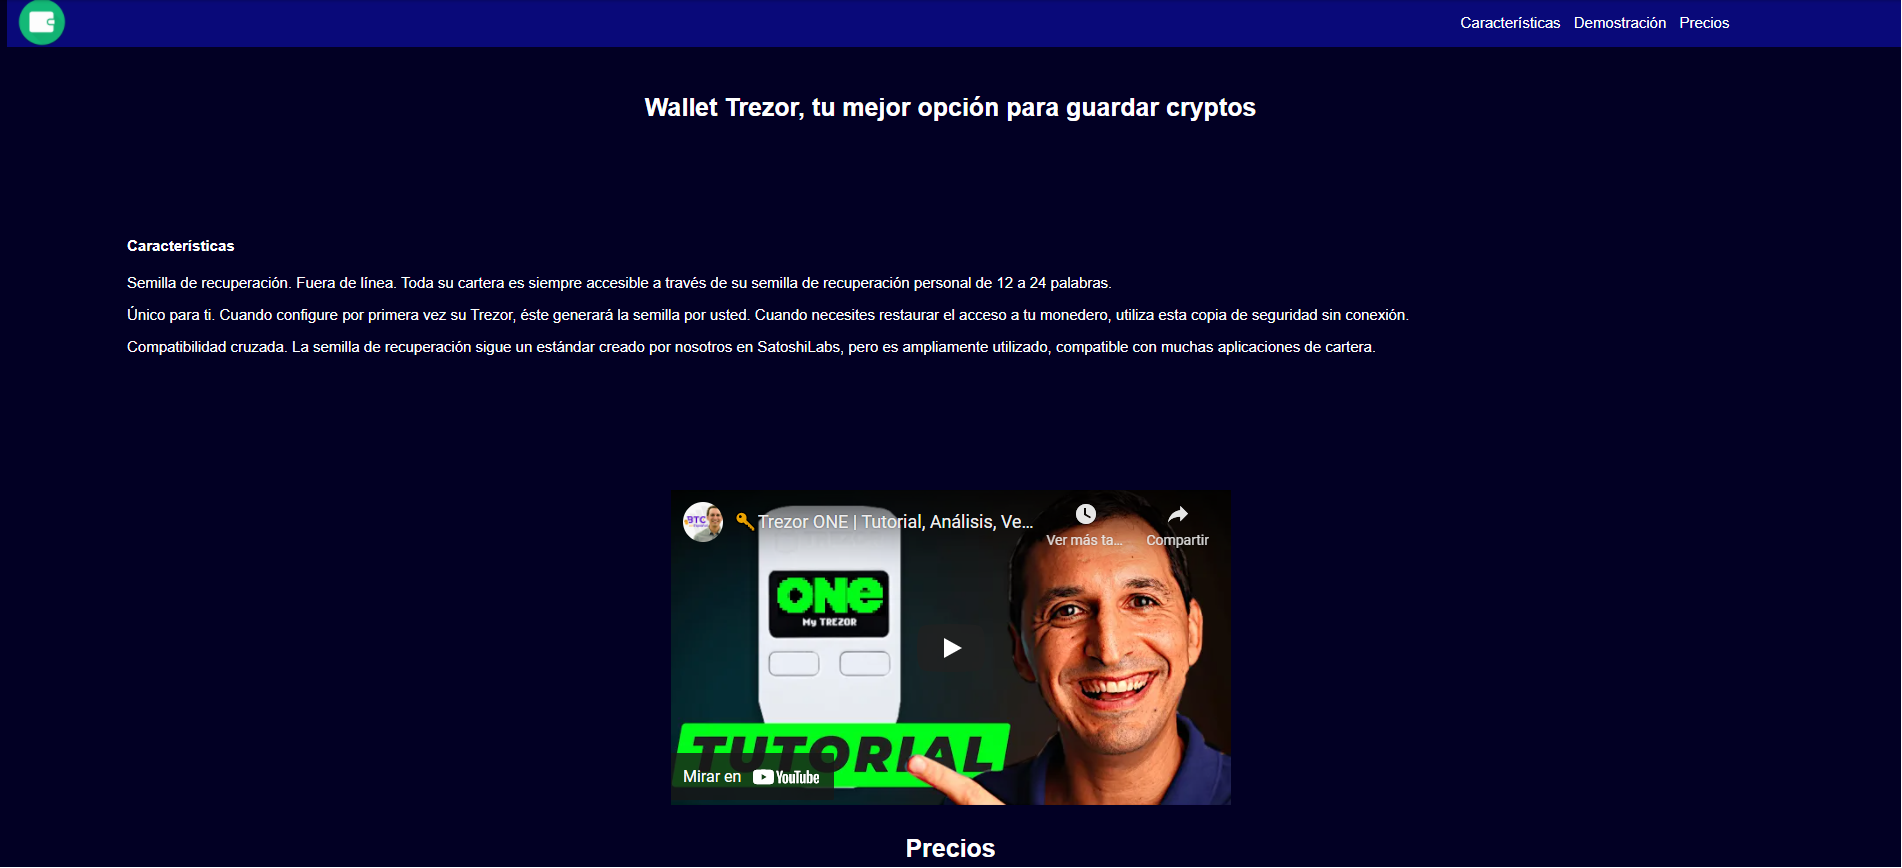 Características Demostración Precios
Wallet Trezor, tu mejor opción para guardar cryptos
Características
Semilla de recuperación. Fuera de línea. Toda su cartera es siempre accesible a través de su semilla de recuperación personal de 12 a 24 palabras.
Único para ti. Cuando configure por primera vez su Trezor, éste generará la semilla por usted. Cuando necesites restaurar el acceso a tu monedero, utiliza esta copia de seguridad sin conexión.
Compatibilidad cruzada. La semilla de recuperación sigue un estándar creado por nosotros en SatoshiLabs, pero es ampliamente utilizado, compatible con muchas aplicaciones de cartera.
BTC
Trezor ONE | Tutorial, Análisis, Ve...
Ver más ta...
Compartir
ONE
My TREZOR
TUTORIAL
Mirar en YouTube
Precios